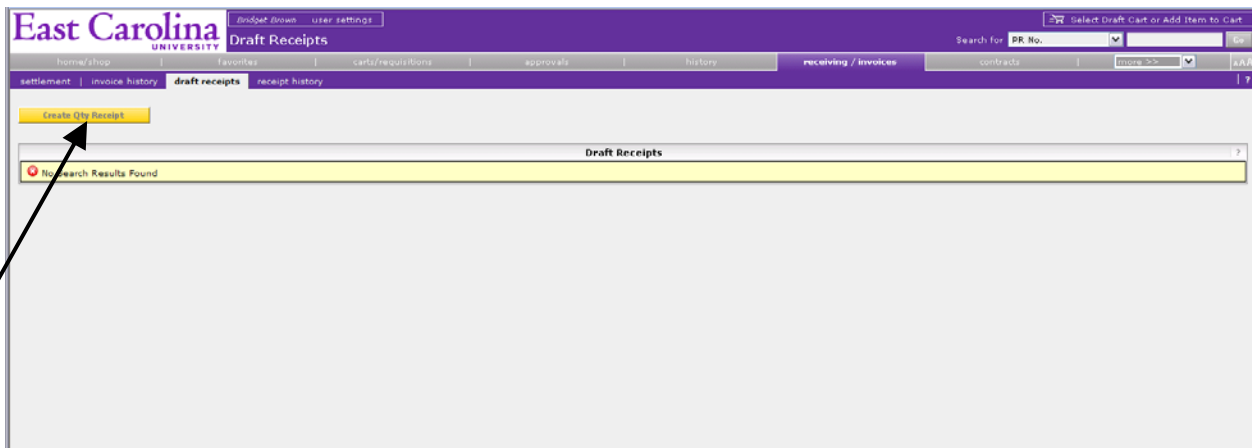 East Carolina
UNIVERSITY
Bridget Brown user settings
Select Draft Cart or Add Item to Cart
Draft Receipts
Search for PR No. Go
home/shop | favorites | carts/requisitions | approvals | history receiving / invoices contracts | more >> AAA
settlement | invoice history draft receipts receipt history | ?
Create Qty Receipt
Draft Receipts ?
No Search Results Found